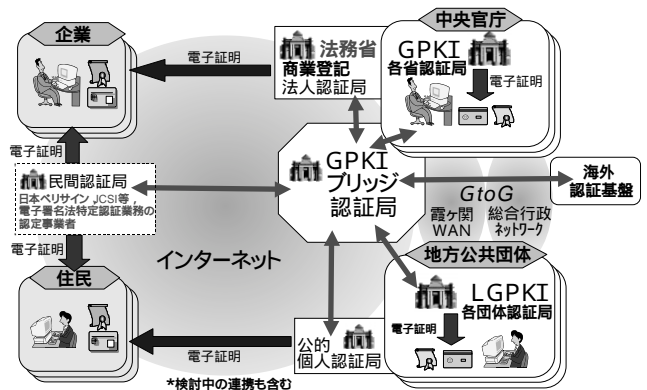 企業
電子証明
法務省
商業登記
法人認証局
中央官庁
GPKI
各省認証局
電子証明
電子証明
民間認証局
日本ベリサイン JCSI等，
電子署名法特定認証業務の
認定事業者
電子証明
GPKI
ブリッジ
認証局
海外
認証基盤
GtoG
霞ヶ関
WAN
総合行政
ネットワーク
インターネット
住民
地方公共団体
LGPKI
各団体認証局
電子証明
公的
個人認証局
電子証明
*検討中の連携も含む